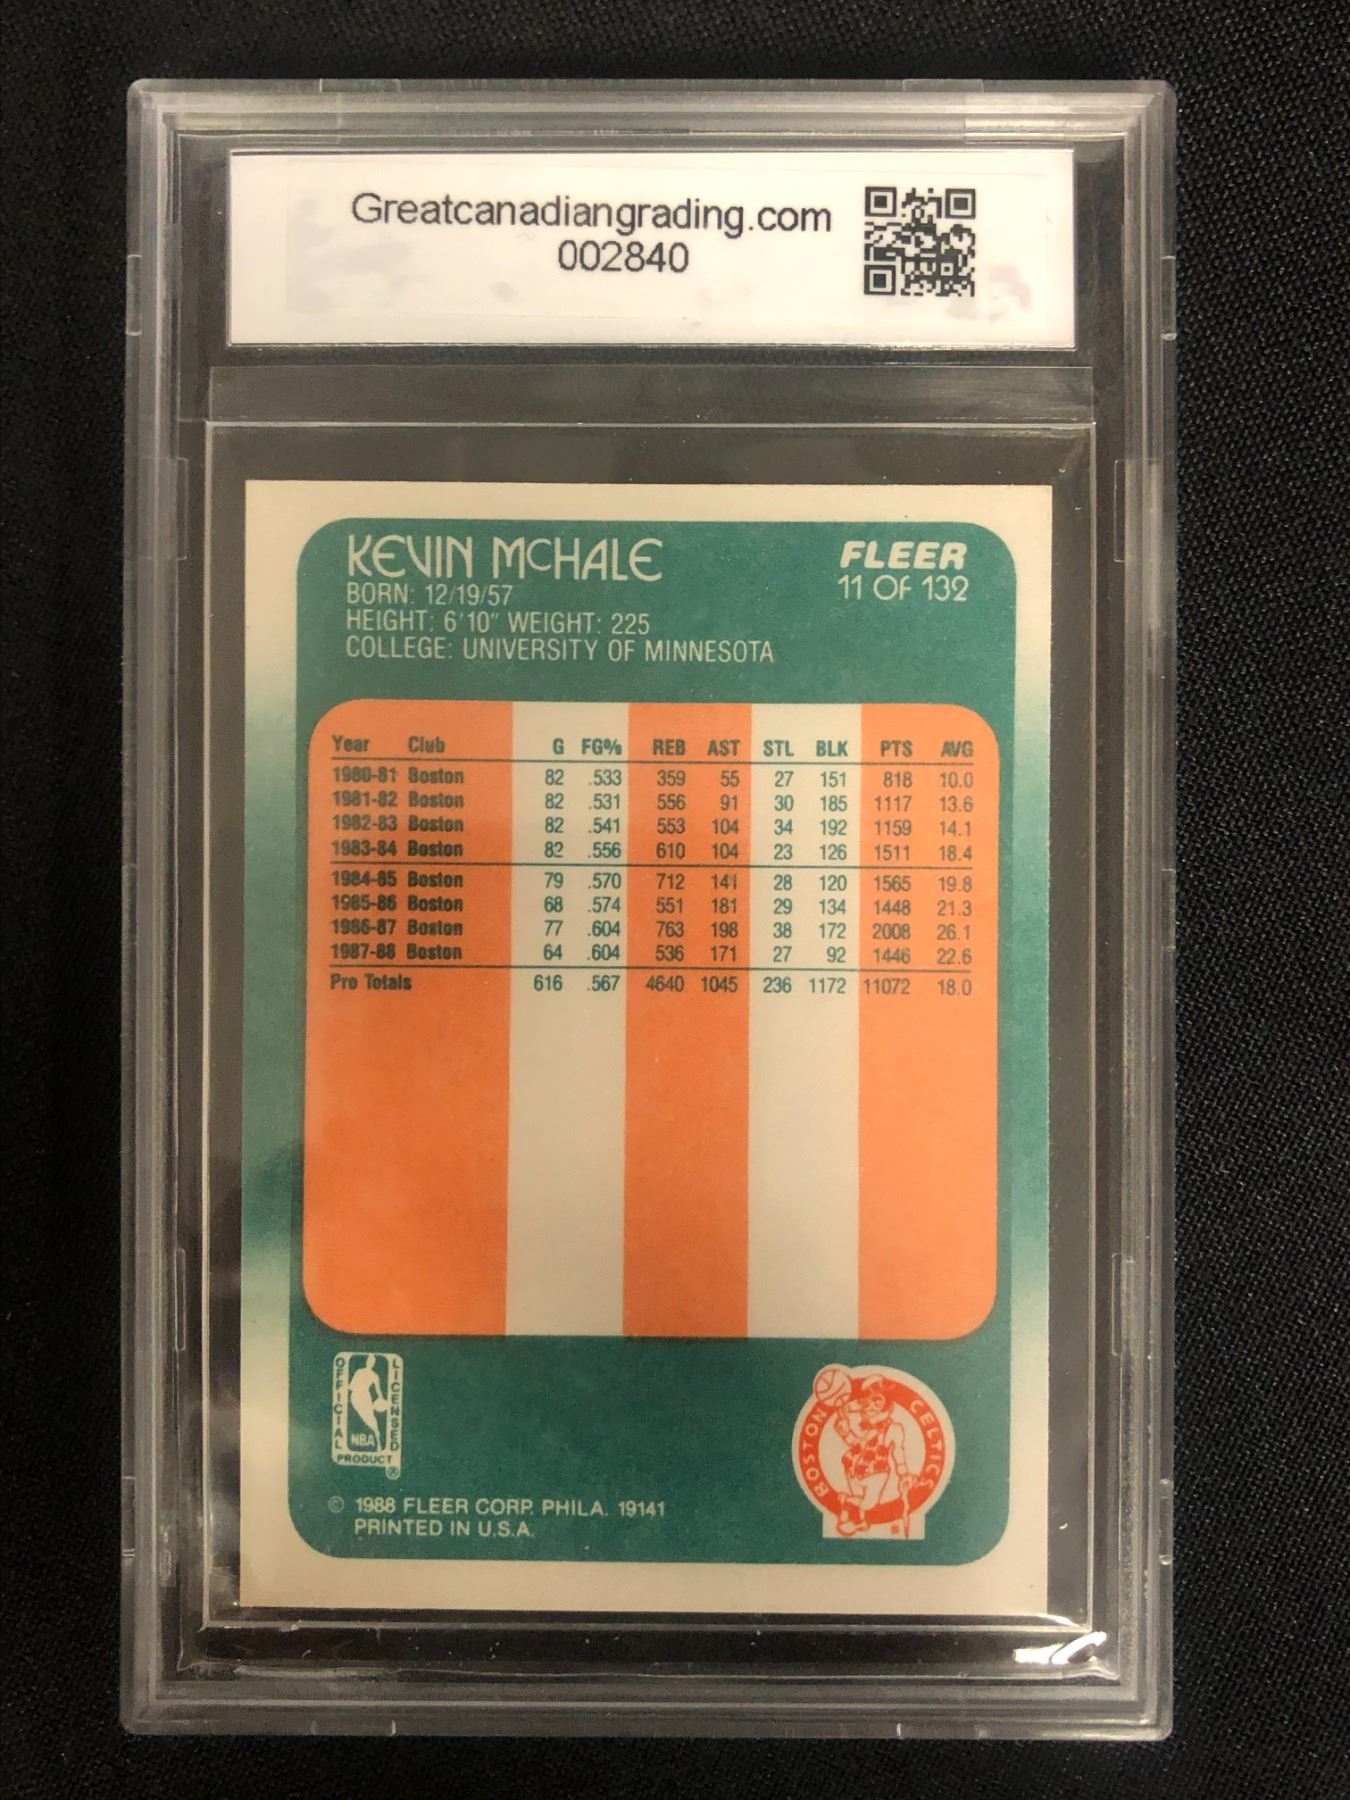 Greatcanadiangrading.com
002840
KEVIN McHALE
BORN: 12/19/57
HEIGHT: 6'10" WEIGHT: 225
COLLEGE: UNIVERSITY OF MINNESOTA
FLEER
11 OF 132
Year Club G FG% REB AST STL BLK PTS AVG
1980-81 Boston 82 .533 359 55 27 151 818 10.0
1981-82 Boston 82 .531 556 91 30 185 1117 13.6
1982-83 Boston 82 .541 553 104 34 192 1159 14.1
1983-84 Boston 82 .556 610 104 23 126 1511 18.4
1984-85 Boston 79 .570 712 141 28 120 1565 19.8
1985-86 Boston 68 .574 551 181 29 134 1448 21.3
1986-87 Boston 77 .604 763 198 38 172 2008 26.1
1987-88 Boston 64 .604 536 171 27 92 1446 22.6
Pro Totals 616 .567 4640 1045 236 1172 11072 18.0
OFFICIAL
LICENSED
NBA
PRODUCT
®
BOSTON CELTICS
© 1988 FLEER CORP. PHILA. 19141
PRINTED IN U.S.A.